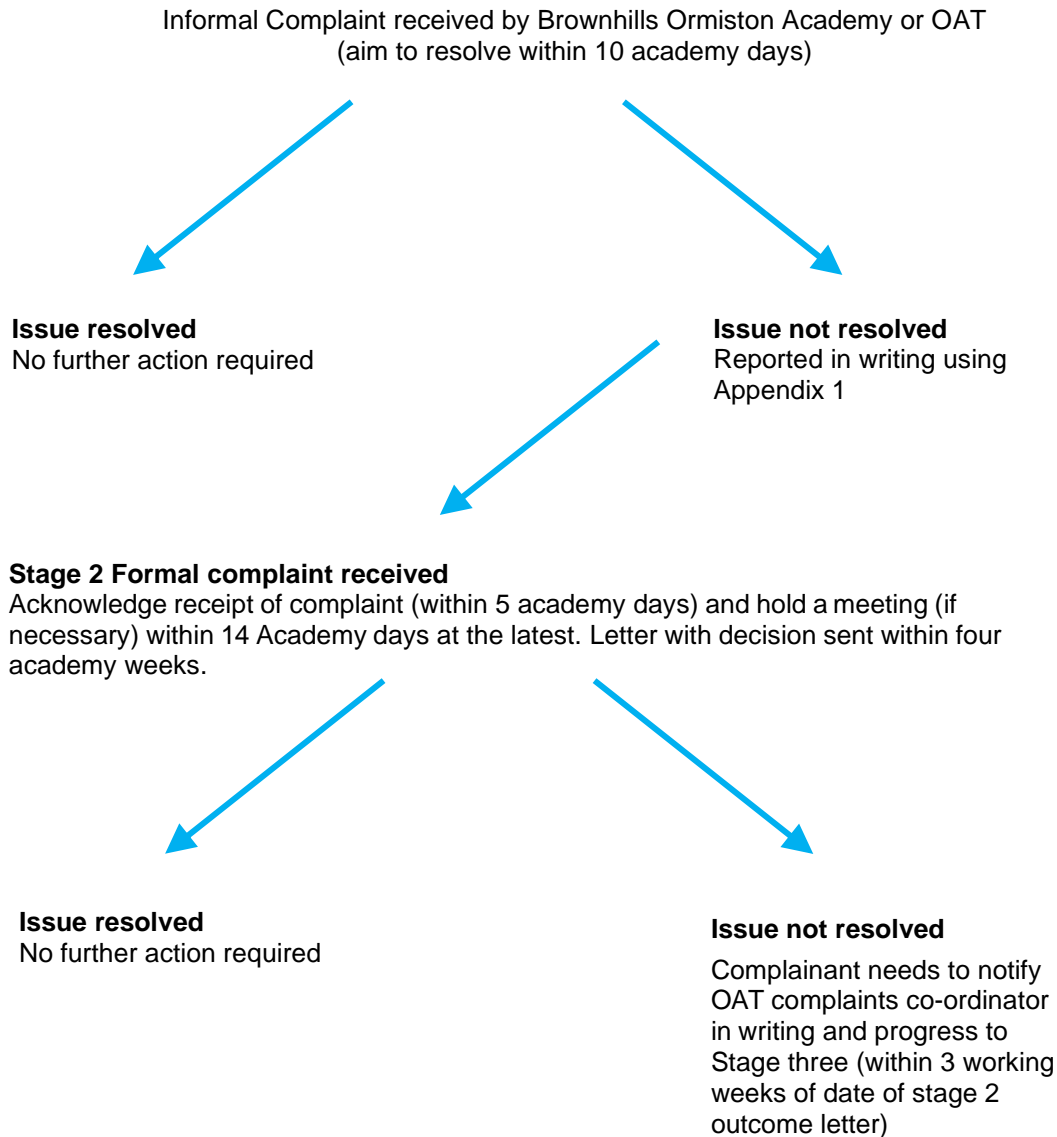 Informal Complaint received by Brownhills Ormiston Academy or OAT
(aim to resolve within 10 academy days)
Issue resolved
No further action required
Issue not resolved
Reported in writing using
Appendix 1
Stage 2 Formal complaint received
Acknowledge receipt of complaint (within 5 academy days) and hold a meeting (if
necessary) within 14 Academy days at the latest. Letter with decision sent within four
academy weeks.
Issue resolved
No further action required
Issue not resolved
Complainant needs to notify
OAT complaints co-ordinator
in writing and progress to
Stage three (within 3 working
weeks of date of stage 2
outcome letter)